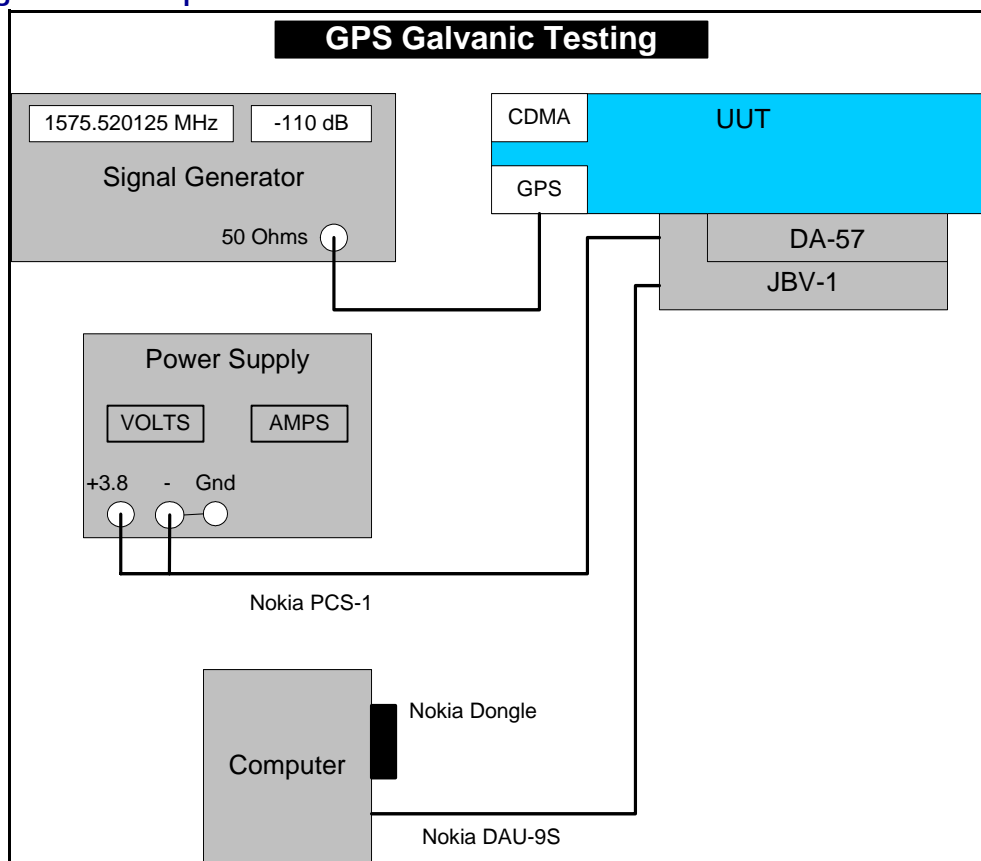 GPS Galvanic Testing
1575.520125 MHz
-110 dB
Signal Generator
50 Ohms
CDMA
UUT
GPS
DA-57
JBV-1
Power Supply
VOLTS
AMPS
+3.8 - Gnd
Nokia PCS-1
Nokia Dongle
Computer
Nokia DAU-9S